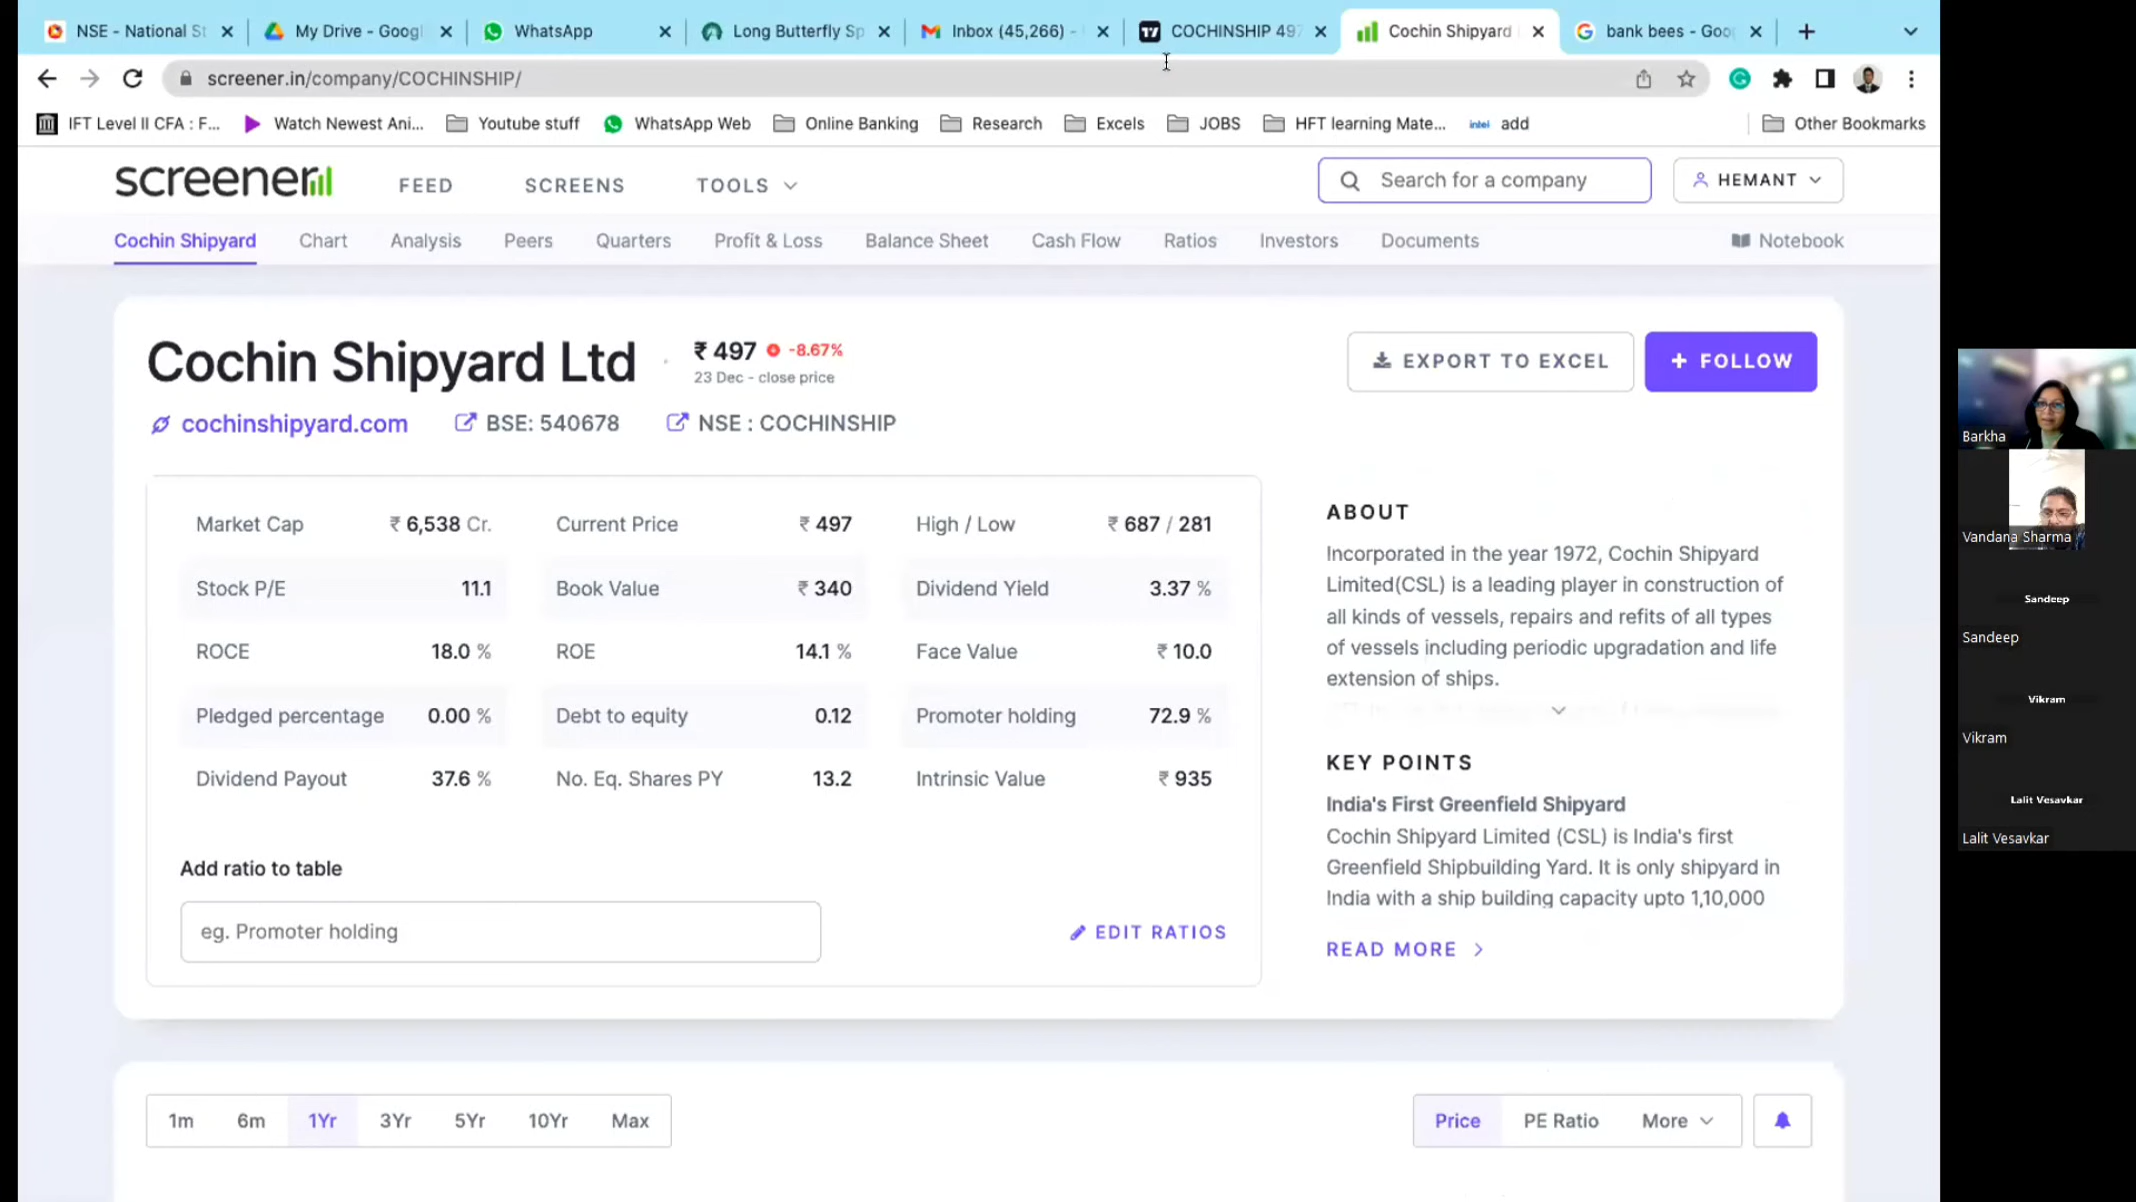 NSE - National St
My Drive - Googl
WhatsApp
Long Butterfly Sp
Inbox (45,266) -
COCHINSHIP 497
Cochin Shipyard
bank bees - Goo
screener.in/company/COCHINSHIP/
IFT Level II CFA : F...
Watch Newest Ani...
Youtube stuff
WhatsApp Web
Online Banking
Research
Excels
JOBS
HFT learning Mate...
intel add
Other Bookmarks
screener
FEED
SCREENS
TOOLS
Search for a company
HEMANT
Cochin Shipyard
Chart
Analysis
Peers
Quarters
Profit & Loss
Balance Sheet
Cash Flow
Ratios
Investors
Documents
Notebook
Cochin Shipyard Ltd
₹ 497 -8.67%
23 Dec - close price
EXPORT TO EXCEL
+ FOLLOW
cochinshipyard.com
BSE: 540678
NSE : COCHINSHIP
Market Cap ₹ 6,538 Cr.
Current Price ₹ 497
High / Low ₹ 687 / 281
Stock P/E 11.1
Book Value ₹ 340
Dividend Yield 3.37 %
ROCE 18.0 %
ROE 14.1 %
Face Value ₹ 10.0
Pledged percentage 0.00 %
Debt to equity 0.12
Promoter holding 72.9 %
Dividend Payout 37.6 %
No. Eq. Shares PY 13.2
Intrinsic Value ₹ 935
Add ratio to table
eg. Promoter holding
EDIT RATIOS
ABOUT
Incorporated in the year 1972, Cochin Shipyard
Limited(CSL) is a leading player in construction of
all kinds of vessels, repairs and refits of all types
of vessels including periodic upgradation and life
extension of ships.
KEY POINTS
India's First Greenfield Shipyard
Cochin Shipyard Limited (CSL) is India's first
Greenfield Shipbuilding Yard. It is only shipyard in
India with a ship building capacity upto 1,10,000
READ MORE
1m
6m
1Yr
3Yr
5Yr
10Yr
Max
Price
PE Ratio
More
Barkha
Vandana Sharma
Sandeep
Sandeep
Vikram
Vikram
Lalit Vesavkar
Lalit Vesavkar